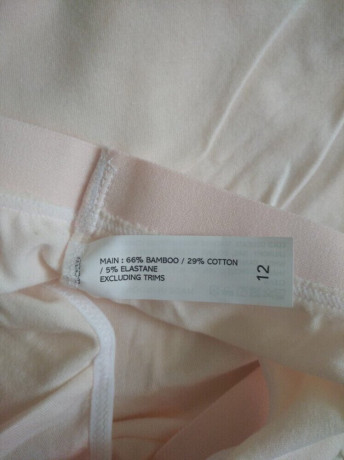 MAIN : 66% BAMBOO / 29% COTTON
/ 5% ELASTANE
EXCLUDING TRIMS
12